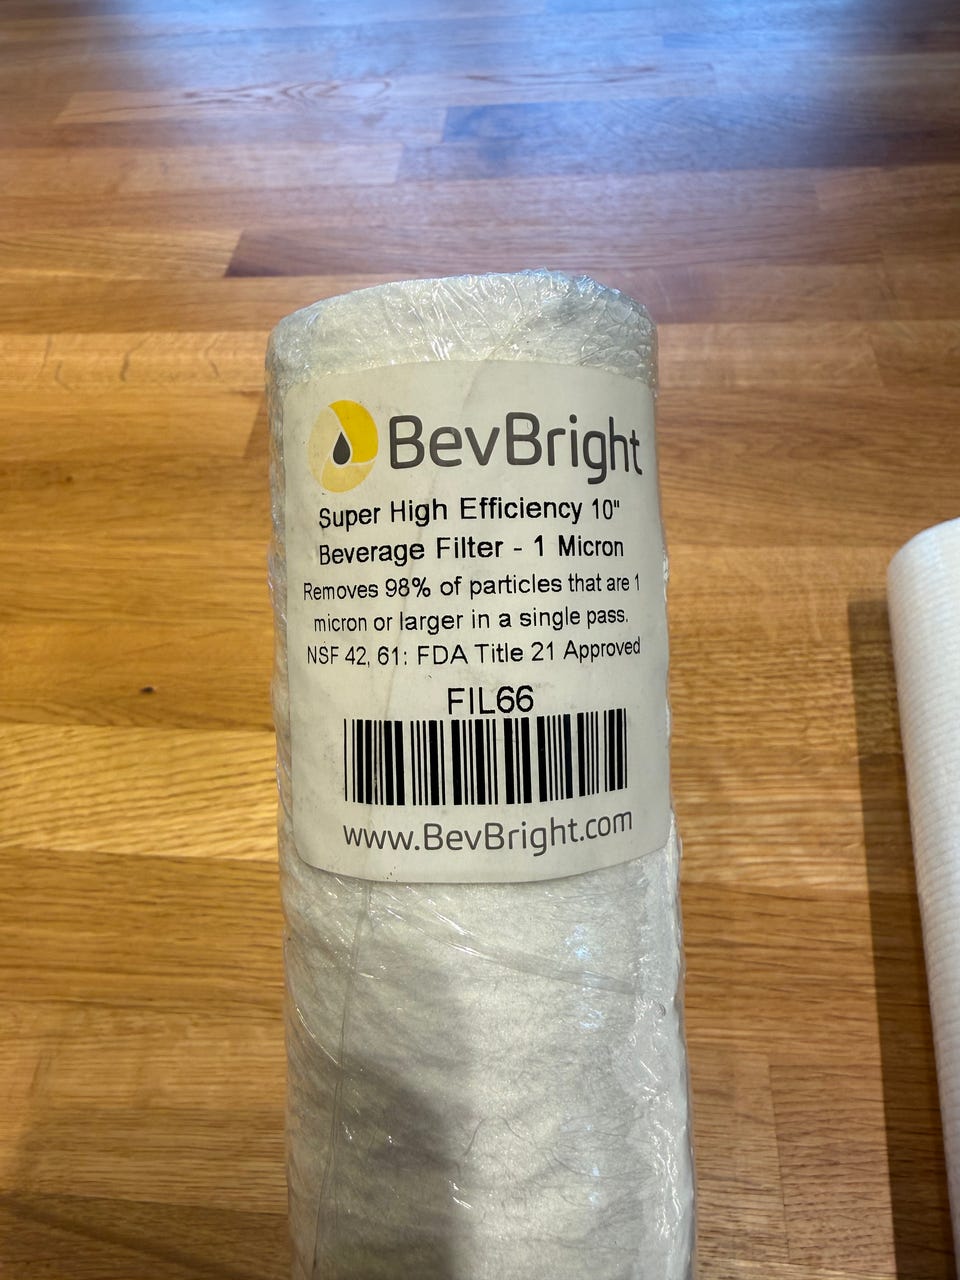 BevBright
Super High Efficiency 10"
Beverage Filter - 1 Micron
Removes 98% of particles that are 1
micron or larger in a single pass.
NSF 42, 61: FDA Title 21 Approved
FIL66
www.BevBright.com